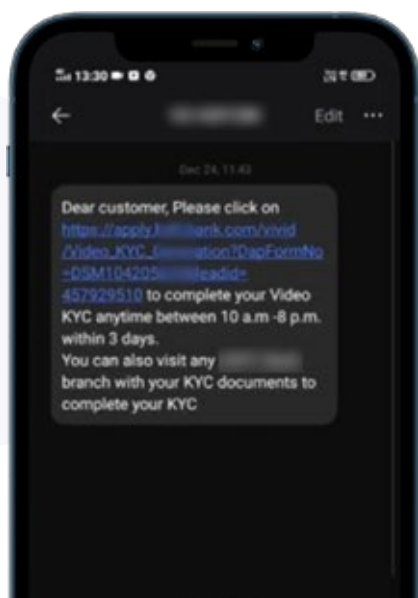 13:30
Edit ...
Dec 24, 11:43
Dear customer, Please click on
https://apply. ank.com/vivid
/Video_KYC_ ation?DapFormNo
=DSM104205 leadid=
457929510 to complete your Video
KYC anytime between 10 a.m -8 p.m.
within 3 days.
You can also visit any
branch with your KYC documents to
complete your KYC